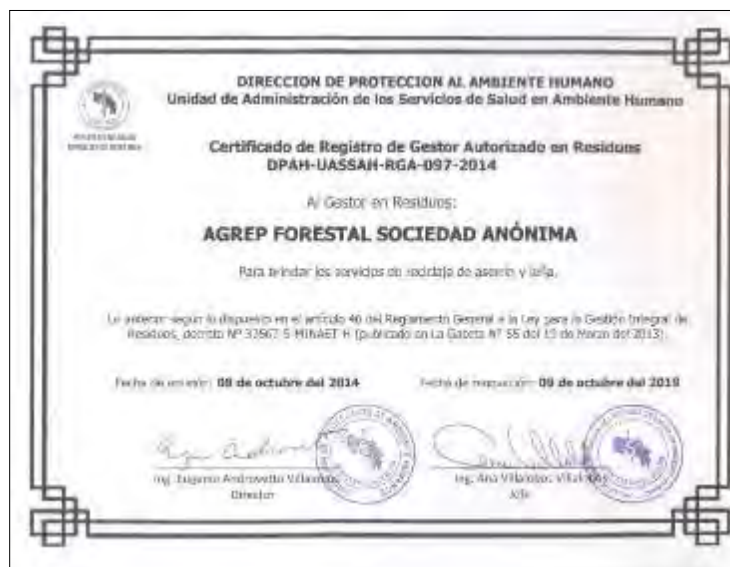 DIRECCION DE PROTECCION AL AMBIENTE HUMANO
Unidad de Administración de los Servicios de Salud en Ambiente Humano
Certificado de Registro de Gestor Autorizado en Residuos
DPAH-UASSAH-RGA-097-2014
Al Gestor en Residuos:
AGREP FORESTAL SOCIEDAD ANÓNIMA
Para brindar los servicios de reciclaje de aserrín y leña.
Lo anterior según lo dispuesto en el artículo 40 del Reglamento General a la Ley para la Gestión Integral de
Residuos, decreto Nº 37567-S-MINAET-H (publicado en La Gaceta Nº 55 del 19 de Marzo del 2013).
Fecha de emisión: 08 de octubre del 2014 Fecha de renovación: 08 de octubre del 2019
Ing. Eugenio Androvetto Villalobos Ing. Ana Villalobos Villalobos
Director Jefe